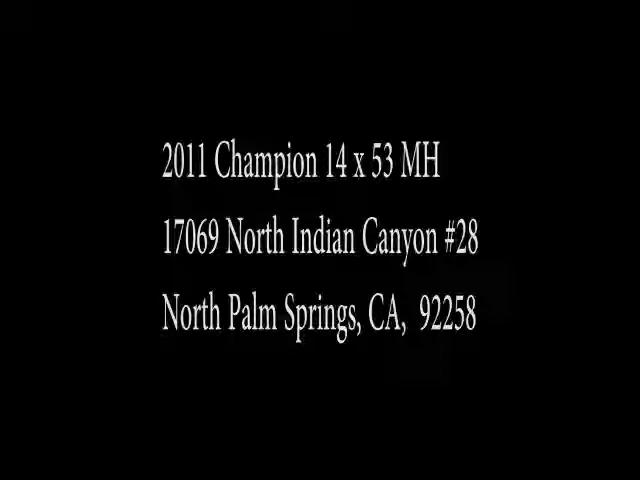 2011 Champion 14 x 53 MH
17069 North Indian Canyon #28
North Palm Springs, CA,  92258